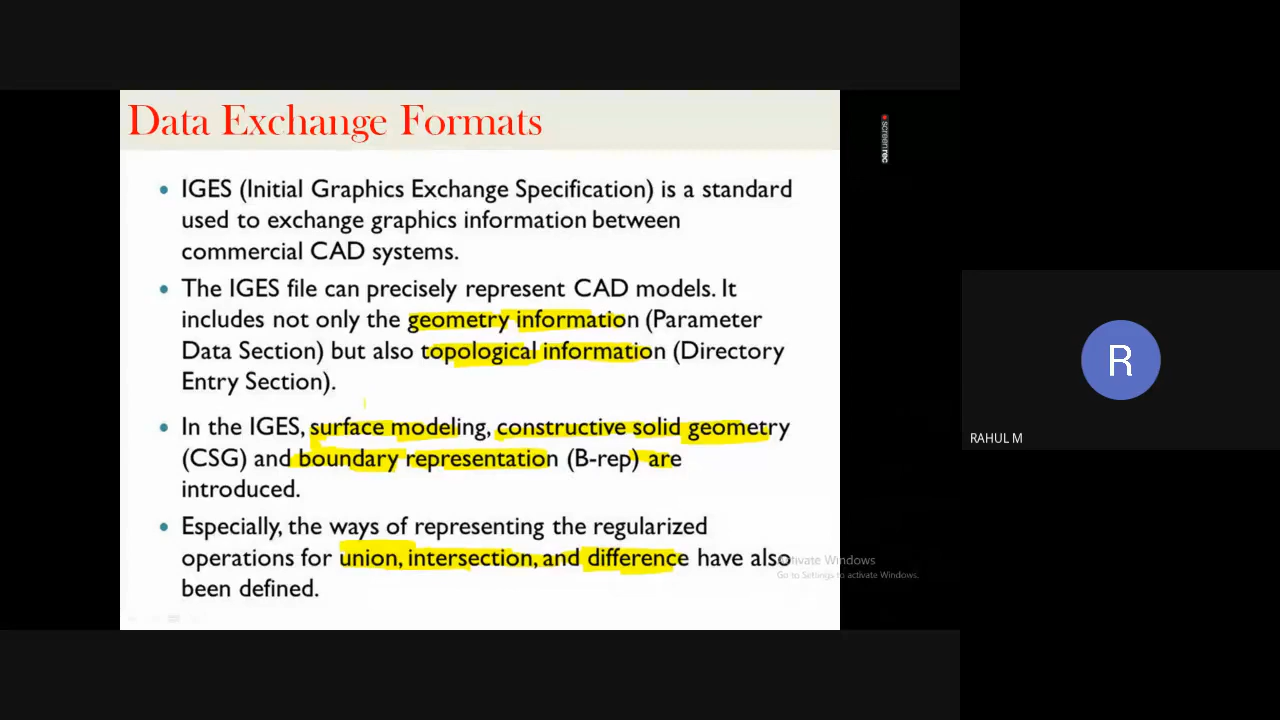 Data Exchange Formats
• IGES (Initial Graphics Exchange Specification) is a standard
used to exchange graphics information between
commercial CAD systems.
• The IGES file can precisely represent CAD models. It
includes not only the geometry information (Parameter
Data Section) but also topological information (Directory
Entry Section).
• In the IGES, surface modeling, constructive solid geometry
(CSG) and boundary representation (B-rep) are
introduced.
• Especially, the ways of representing the regularized
operations for union, intersection, and difference have also
been defined.
screenrec
Activate Windows
Go to Settings to activate Windows.
R
RAHUL M